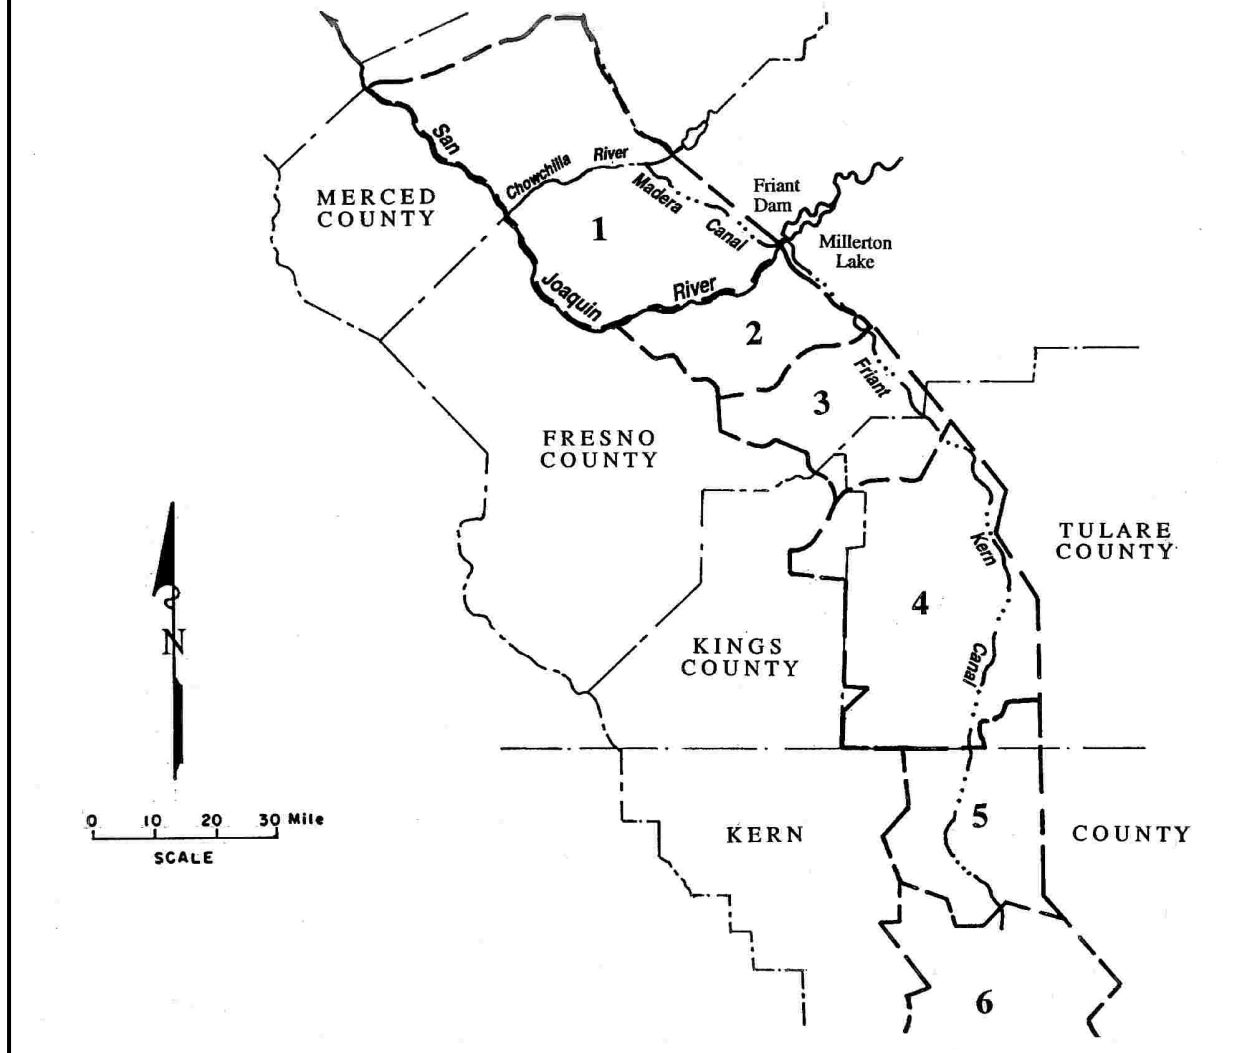 San
Chowchilla River
MERCED
COUNTY
Madera
Canal
Friant
Dam
1
Millerton
Lake
Joaquin
River
2
Friant
3
FRESNO
COUNTY
TULARE
COUNTY
Kern
4
N
KINGS
COUNTY
Canal
0 10 20 30 Mile
SCALE
5
KERN COUNTY
6